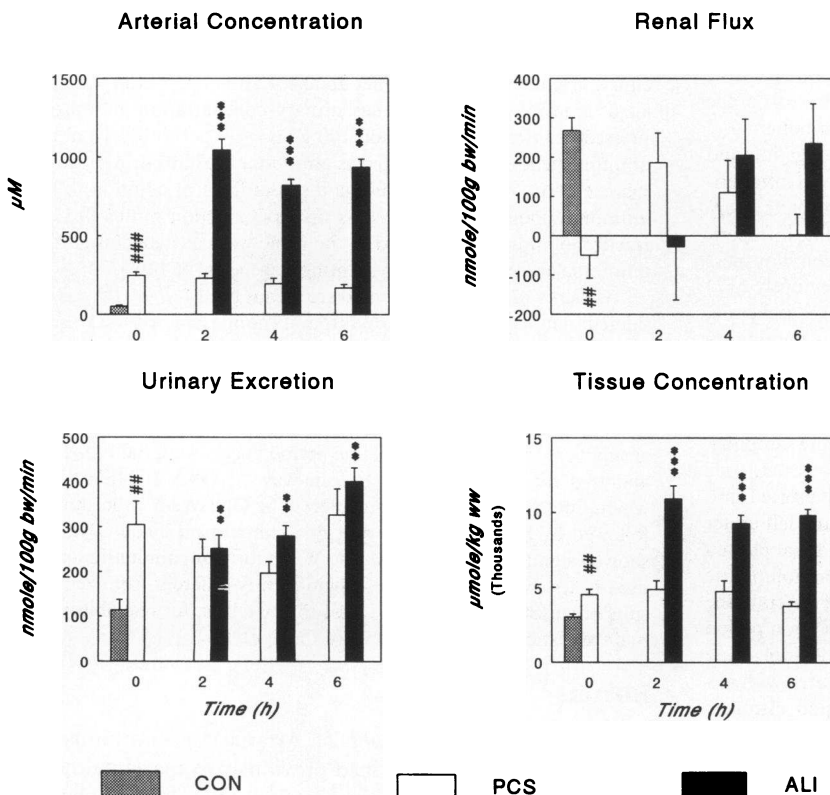 Arterial Concentration
Renal Flux
μM
1500
1000
500
0
0 2 4 6
###
***
***
***
nmole/100g bw/min
400
300
200
100
0
-100
-200
0 2 4 6
##
Urinary Excretion
Tissue Concentration
nmole/100g bw/min
500
400
300
200
100
0
0 2 4 6
Time (h)
##
**
**
**
μmole/kg ww
(Thousands)
15
10
5
0
0 2 4 6
Time (h)
##
***
***
***
CON PCS ALI